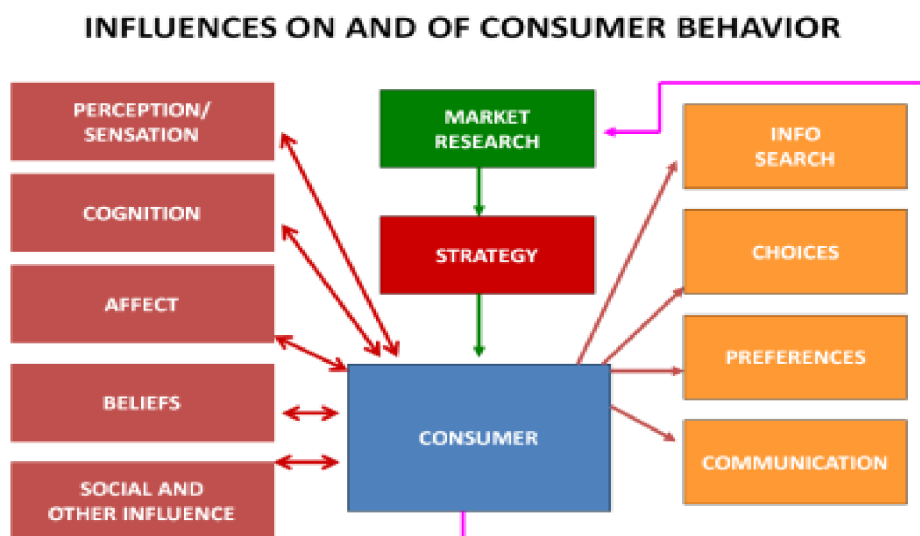 INFLUENCES ON AND OF CONSUMER BEHAVIOR
PERCEPTION/
SENSATION
COGNITION
AFFECT
BELIEFS
SOCIAL AND
OTHER INFLUENCE
MARKET
RESEARCH
STRATEGY
CONSUMER
INFO
SEARCH
CHOICES
PREFERENCES
COMMUNICATION